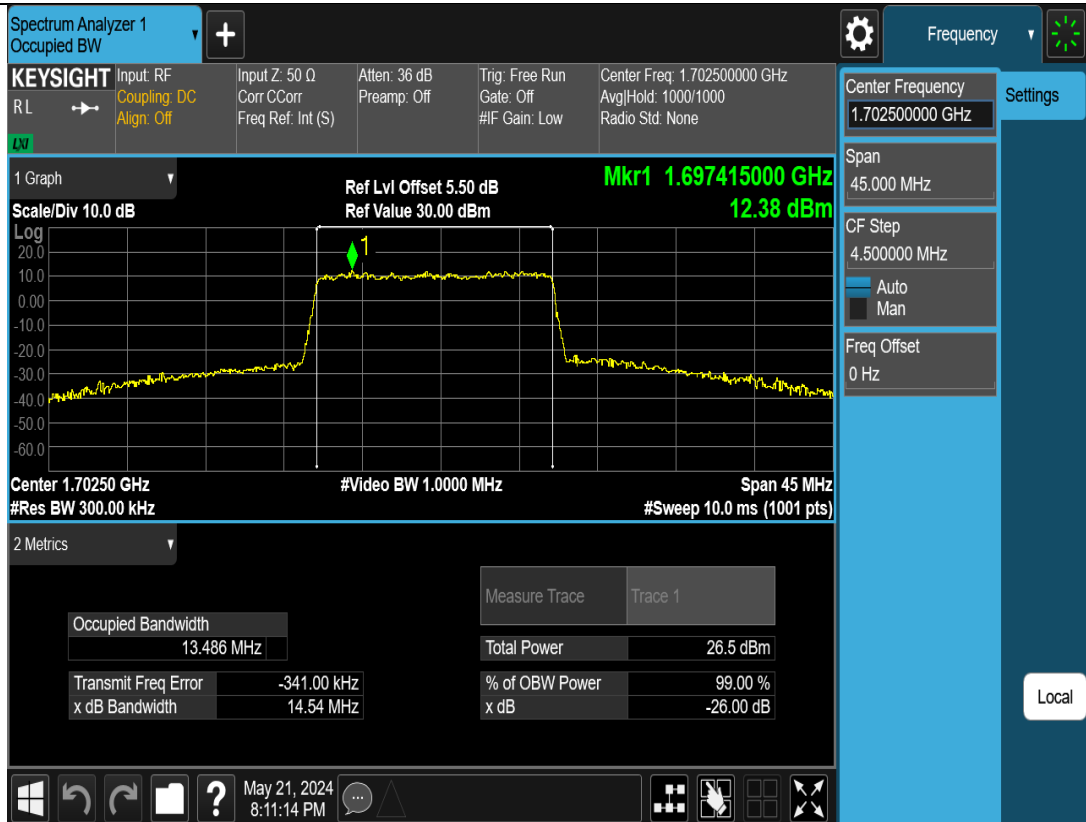 Spectrum Analyzer 1
Occupied BW
+
Frequency
KEYSIGHT
R L
LXI
Input: RF
Coupling: DC
Align: Off
Input Z: 50 Ω
Corr CCorr
Freq Ref: Int (S)
Atten: 36 dB
Preamp: Off
Trig: Free Run
Gate: Off
#IF Gain: Low
Center Freq: 1.702500000 GHz
Avg|Hold: 1000/1000
Radio Std: None
Center Frequency
1.702500000 GHz
Settings
Span
45.000 MHz
CF Step
4.500000 MHz
Auto
Man
Freq Offset
0 Hz
Local
1 Graph
Scale/Div 10.0 dB
Ref Lvl Offset 5.50 dB
Ref Value 30.00 dBm
Mkr1 1.697415000 GHz
12.38 dBm
Log
1
20.0
10.0
0.00
-10.0
-20.0
-30.0
-40.0
-50.0
-60.0
Center 1.70250 GHz
#Video BW 1.0000 MHz
Span 45 MHz
#Res BW 300.00 kHz
#Sweep 10.0 ms (1001 pts)
2 Metrics
Measure Trace
Trace 1
Occupied Bandwidth
13.486 MHz
Total Power
26.5 dBm
Transmit Freq Error
-341.00 kHz
% of OBW Power
99.00 %
x dB Bandwidth
14.54 MHz
x dB
-26.00 dB
?
May 21, 2024
8:11:14 PM